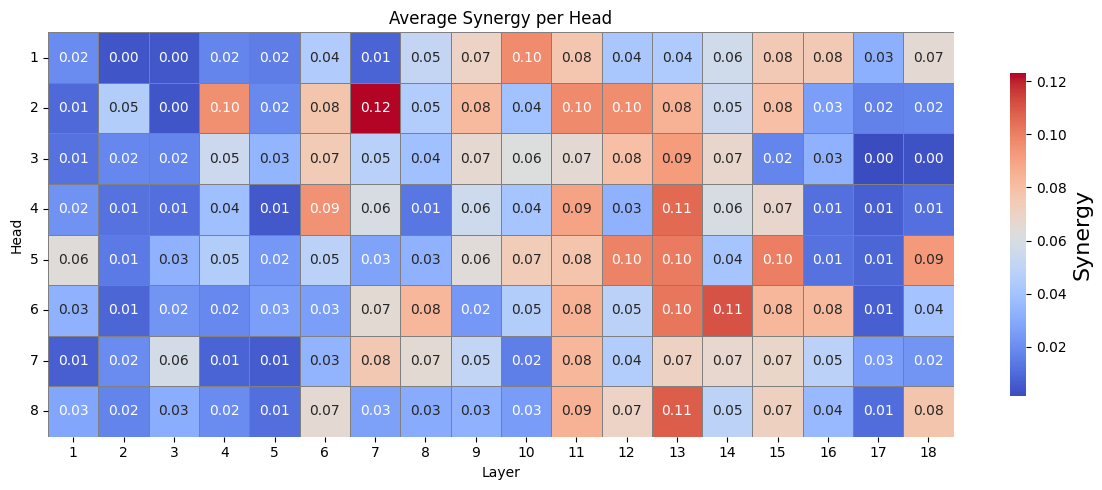 Average Synergy per Head
1 0.02 0.00 0.00 0.02 0.02 0.04 0.01 0.05 0.07 0.10 0.08 0.04 0.04 0.06 0.08 0.08 0.03 0.07
2 0.01 0.05 0.00 0.10 0.02 0.08 0.12 0.05 0.08 0.04 0.10 0.10 0.08 0.05 0.08 0.03 0.02 0.02
3 0.01 0.02 0.02 0.05 0.03 0.07 0.05 0.04 0.07 0.06 0.07 0.08 0.09 0.07 0.02 0.03 0.00 0.00
4 0.02 0.01 0.01 0.04 0.01 0.09 0.06 0.01 0.06 0.04 0.09 0.03 0.11 0.06 0.07 0.01 0.01 0.01
5 0.06 0.01 0.03 0.05 0.02 0.05 0.03 0.03 0.06 0.07 0.08 0.10 0.10 0.04 0.10 0.01 0.01 0.09
6 0.03 0.01 0.02 0.02 0.03 0.03 0.07 0.08 0.02 0.05 0.08 0.05 0.10 0.11 0.08 0.08 0.01 0.04
7 0.01 0.02 0.06 0.01 0.01 0.03 0.08 0.07 0.05 0.02 0.08 0.04 0.07 0.07 0.07 0.05 0.03 0.02
8 0.03 0.02 0.03 0.02 0.01 0.07 0.03 0.03 0.03 0.03 0.09 0.07 0.11 0.05 0.07 0.04 0.01 0.08
Head
1 2 3 4 5 6 7 8 9 10 11 12 13 14 15 16 17 18
Layer
0.12
0.10
0.08
0.06
0.04
0.02
Synergy